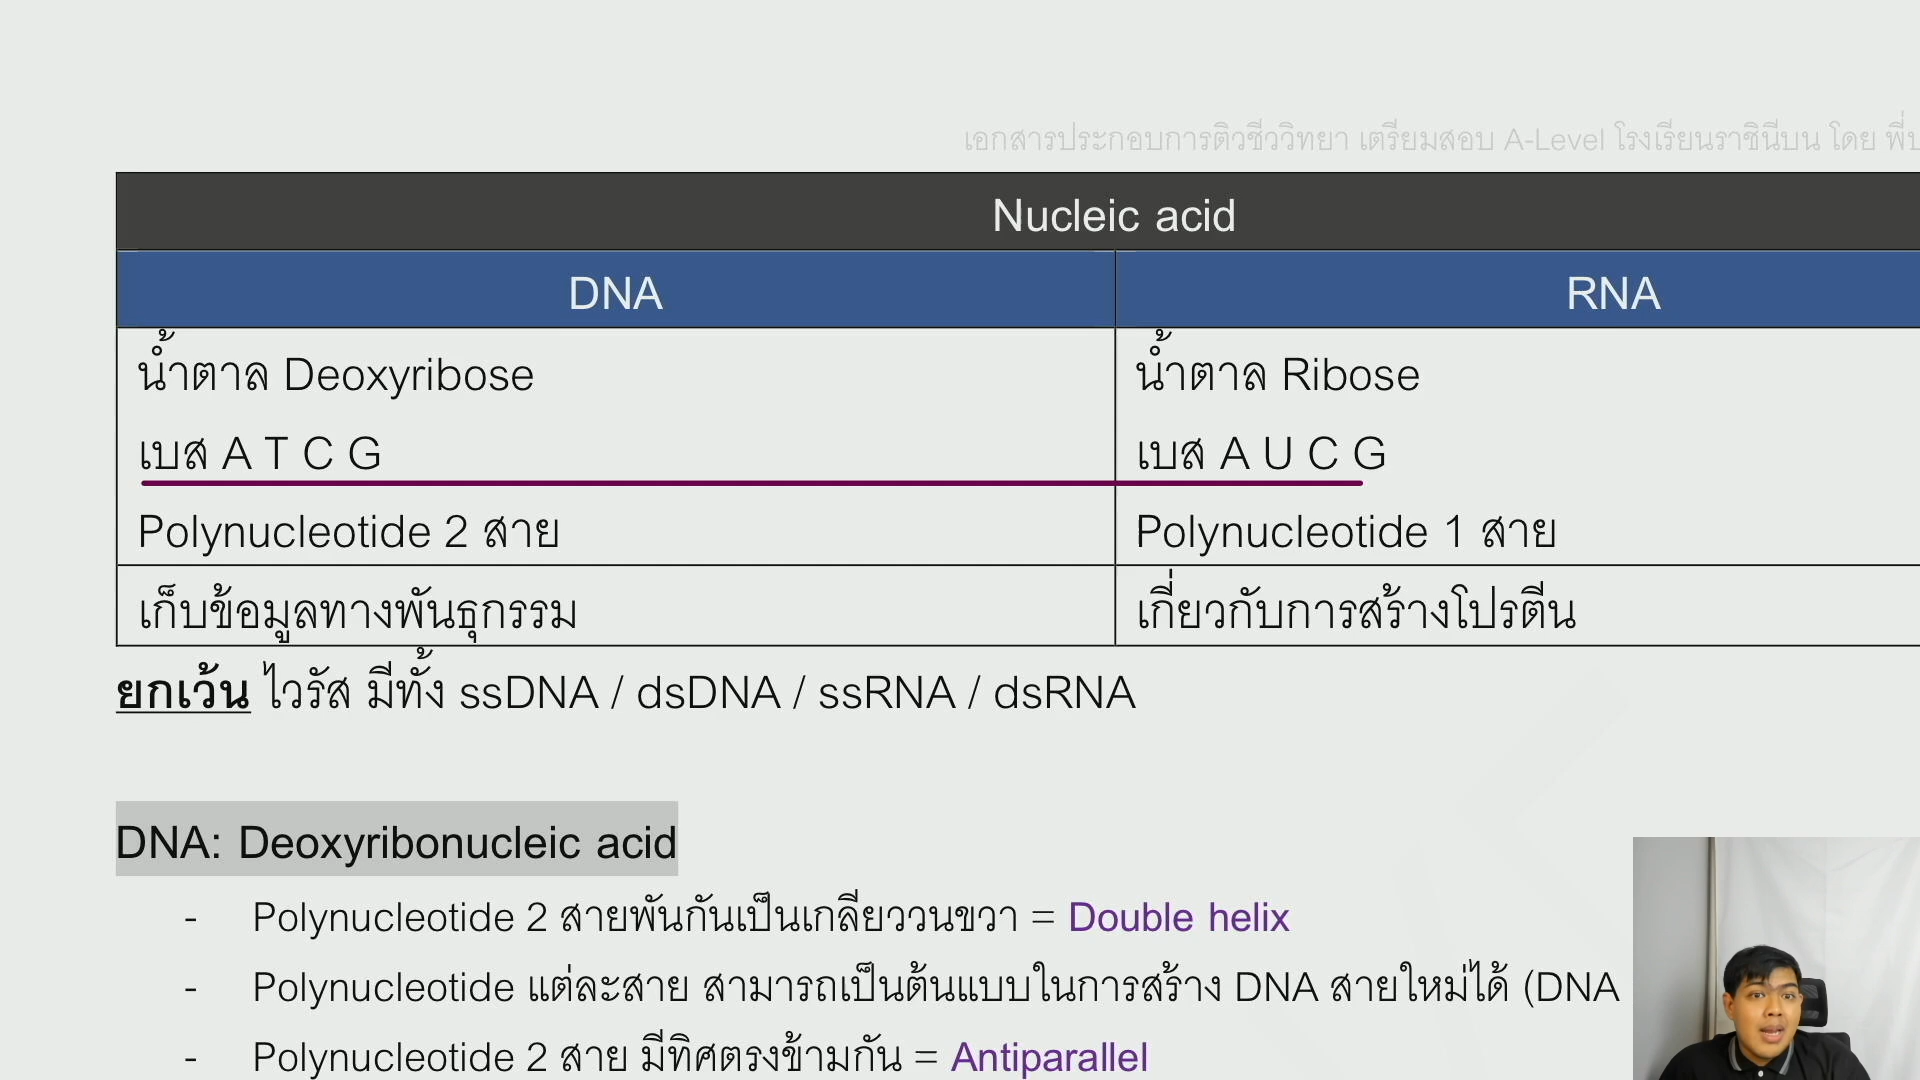 เอกสารประกอบการติวชีววิทยา เตรียมสอบ A-Level โรงเรียนราชินีบน โดย
Nucleic acid
DNA
RNA
น้ำตาล Deoxyribose
น้ำตาล Ribose
เบส A T C G
เบส A U C G
Polynucleotide 2 สาย
Polynucleotide 1 สาย
เก็บข้อมูลทางพันธุกรรม
เกี่ยวกับการสร้างโปรตีน
ยกเว้น ไวรัส มีทั้ง ssDNA / dsDNA / ssRNA / dsRNA
DNA: Deoxyribonucleic acid
- Polynucleotide 2 สายพันกันเป็นเกลียววนขวา = Double helix
- Polynucleotide แต่ละสาย สามารถเป็นต้นแบบในการสร้าง DNA สายใหม่ได้ (DNA
- Polynucleotide 2 สาย มีทิศตรงข้ามกัน = Antiparallel